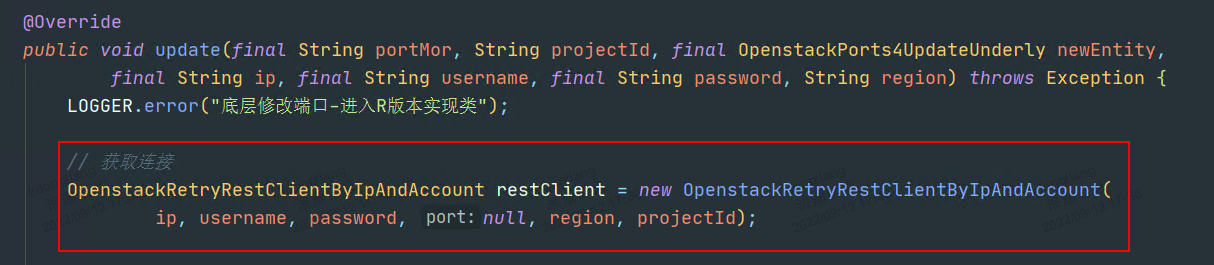 @Override
public void update(final String portMor, String projectId, final OpenstackPorts4UpdateUnderly newEntity,
final String ip, final String username, final String password, String region) throws Exception {
LOGGER.error("底层修改端口-进入R版本实现类");
// 获取连接
OpenstackRetryRestClientByIpAndAccount restClient = new OpenstackRetryRestClientByIpAndAccount(
ip, username, password, port: null, region, projectId);